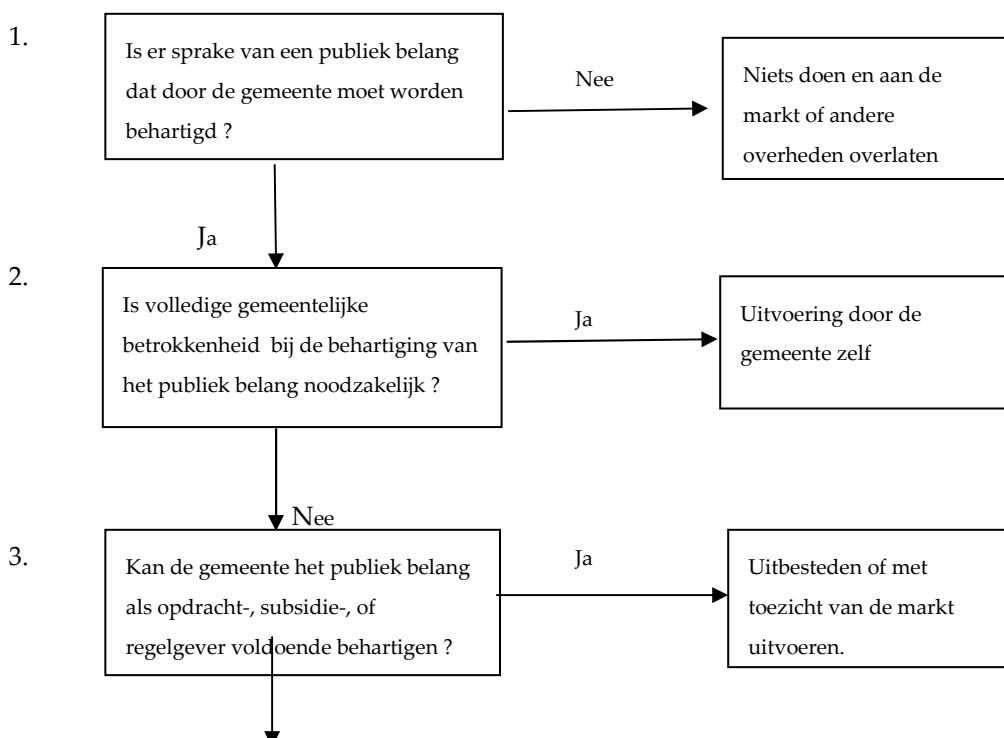 1.
Is er sprake van een publiek belang
dat door de gemeente moet worden
behartigd ?
Nee
Niets doen en aan de
markt of andere
overheden overlaten
Ja
2.
Is volledige gemeentelijke
betrokkenheid bij de behartiging van
het publiek belang noodzakelijk ?
Ja
Uitvoering door de
gemeente zelf
Nee
3.
Kan de gemeente het publiek belang
als opdracht-, subsidie-, of
regelgever voldoende behartigen ?
Ja
Uitbesteden of met
toezicht van de markt
uitvoeren.